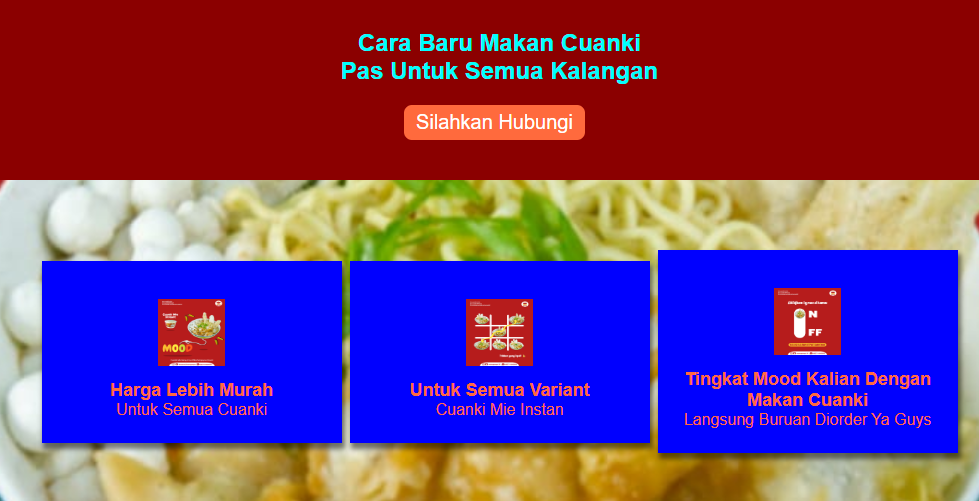 Cara Baru Makan Cuanki
Pas Untuk Semua Kalangan
Silahkan Hubungi
MOOD
Harga Lebih Murah
Untuk Semua Cuanki
Untuk Semua Variant
Cuanki Mie Instan
N
FF
Tingkat Mood Kalian Dengan
Makan Cuanki
Langsung Buruan Diorder Ya Guys